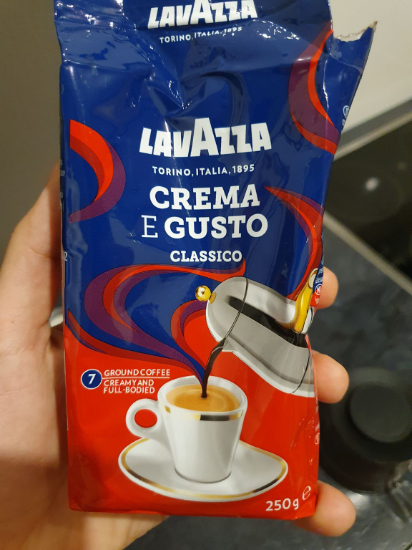 LAVAZZA
TORINO, ITALIA, 1895
LAVAZZA
TORINO, ITALIA, 1895
CREMA
E GUSTO
CLASSICO
7 GROUND COFFEE
CREAMY AND
FULL-BODIED
250g e